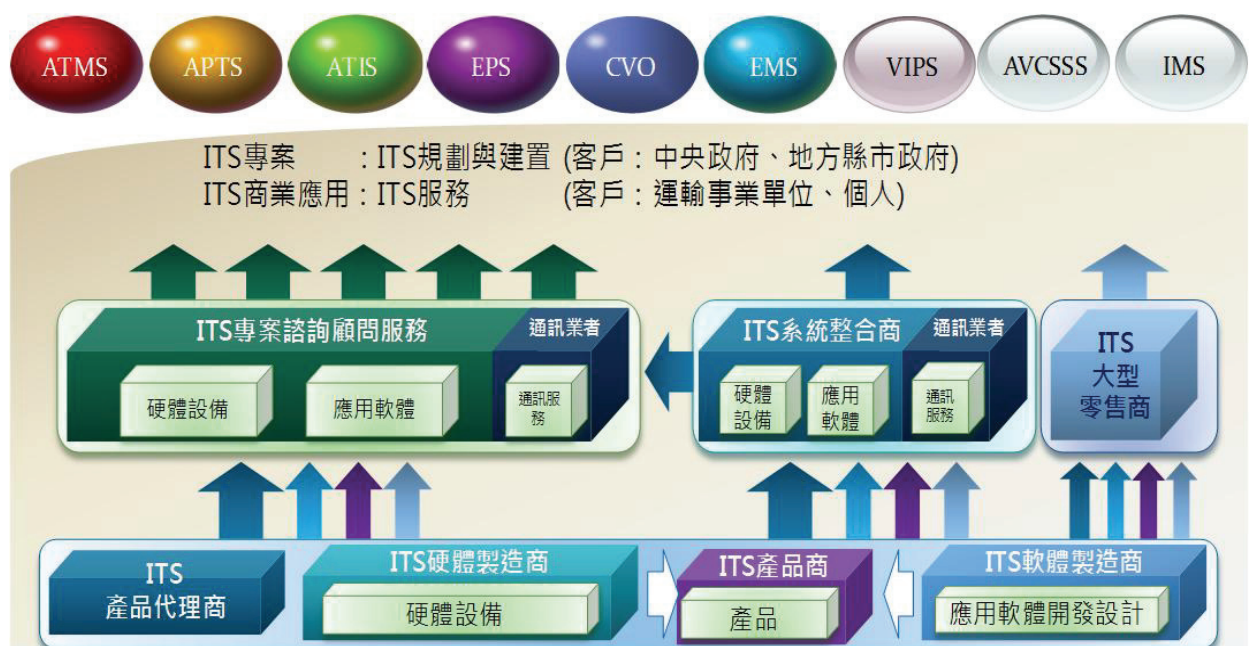 ATMS
APTS
ATIS
EPS
CVO
EMS
VIPS
AVCSSS
IMS
ITS專案　　：ITS規劃與建置 (客戶：中央政府、地方縣市政府)
ITS商業應用：ITS服務　　　(客戶：運輸事業單位、個人)
ITS專案諮詢顧問服務
通訊業者
硬體設備
應用軟體
通訊服
務
ITS系統整合商
通訊業者
硬體
設備
應用
軟體
通訊
服務
ITS
大型
零售商
ITS
產品代理商
ITS硬體製造商
硬體設備
ITS產品商
產品
ITS軟體製造商
應用軟體開發設計